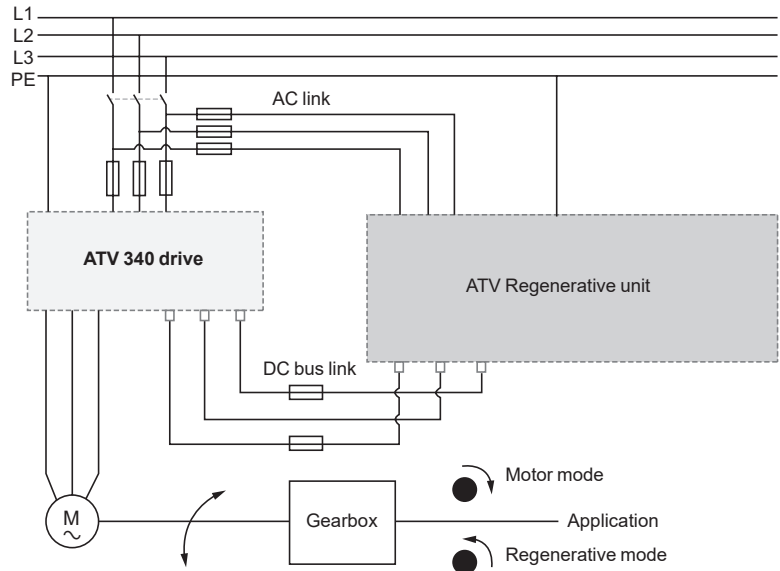 L1
L2
L3
PE
AC link
ATV 340 drive
ATV Regenerative unit
DC bus link
Motor mode
M
~
Gearbox
Application
Regenerative mode